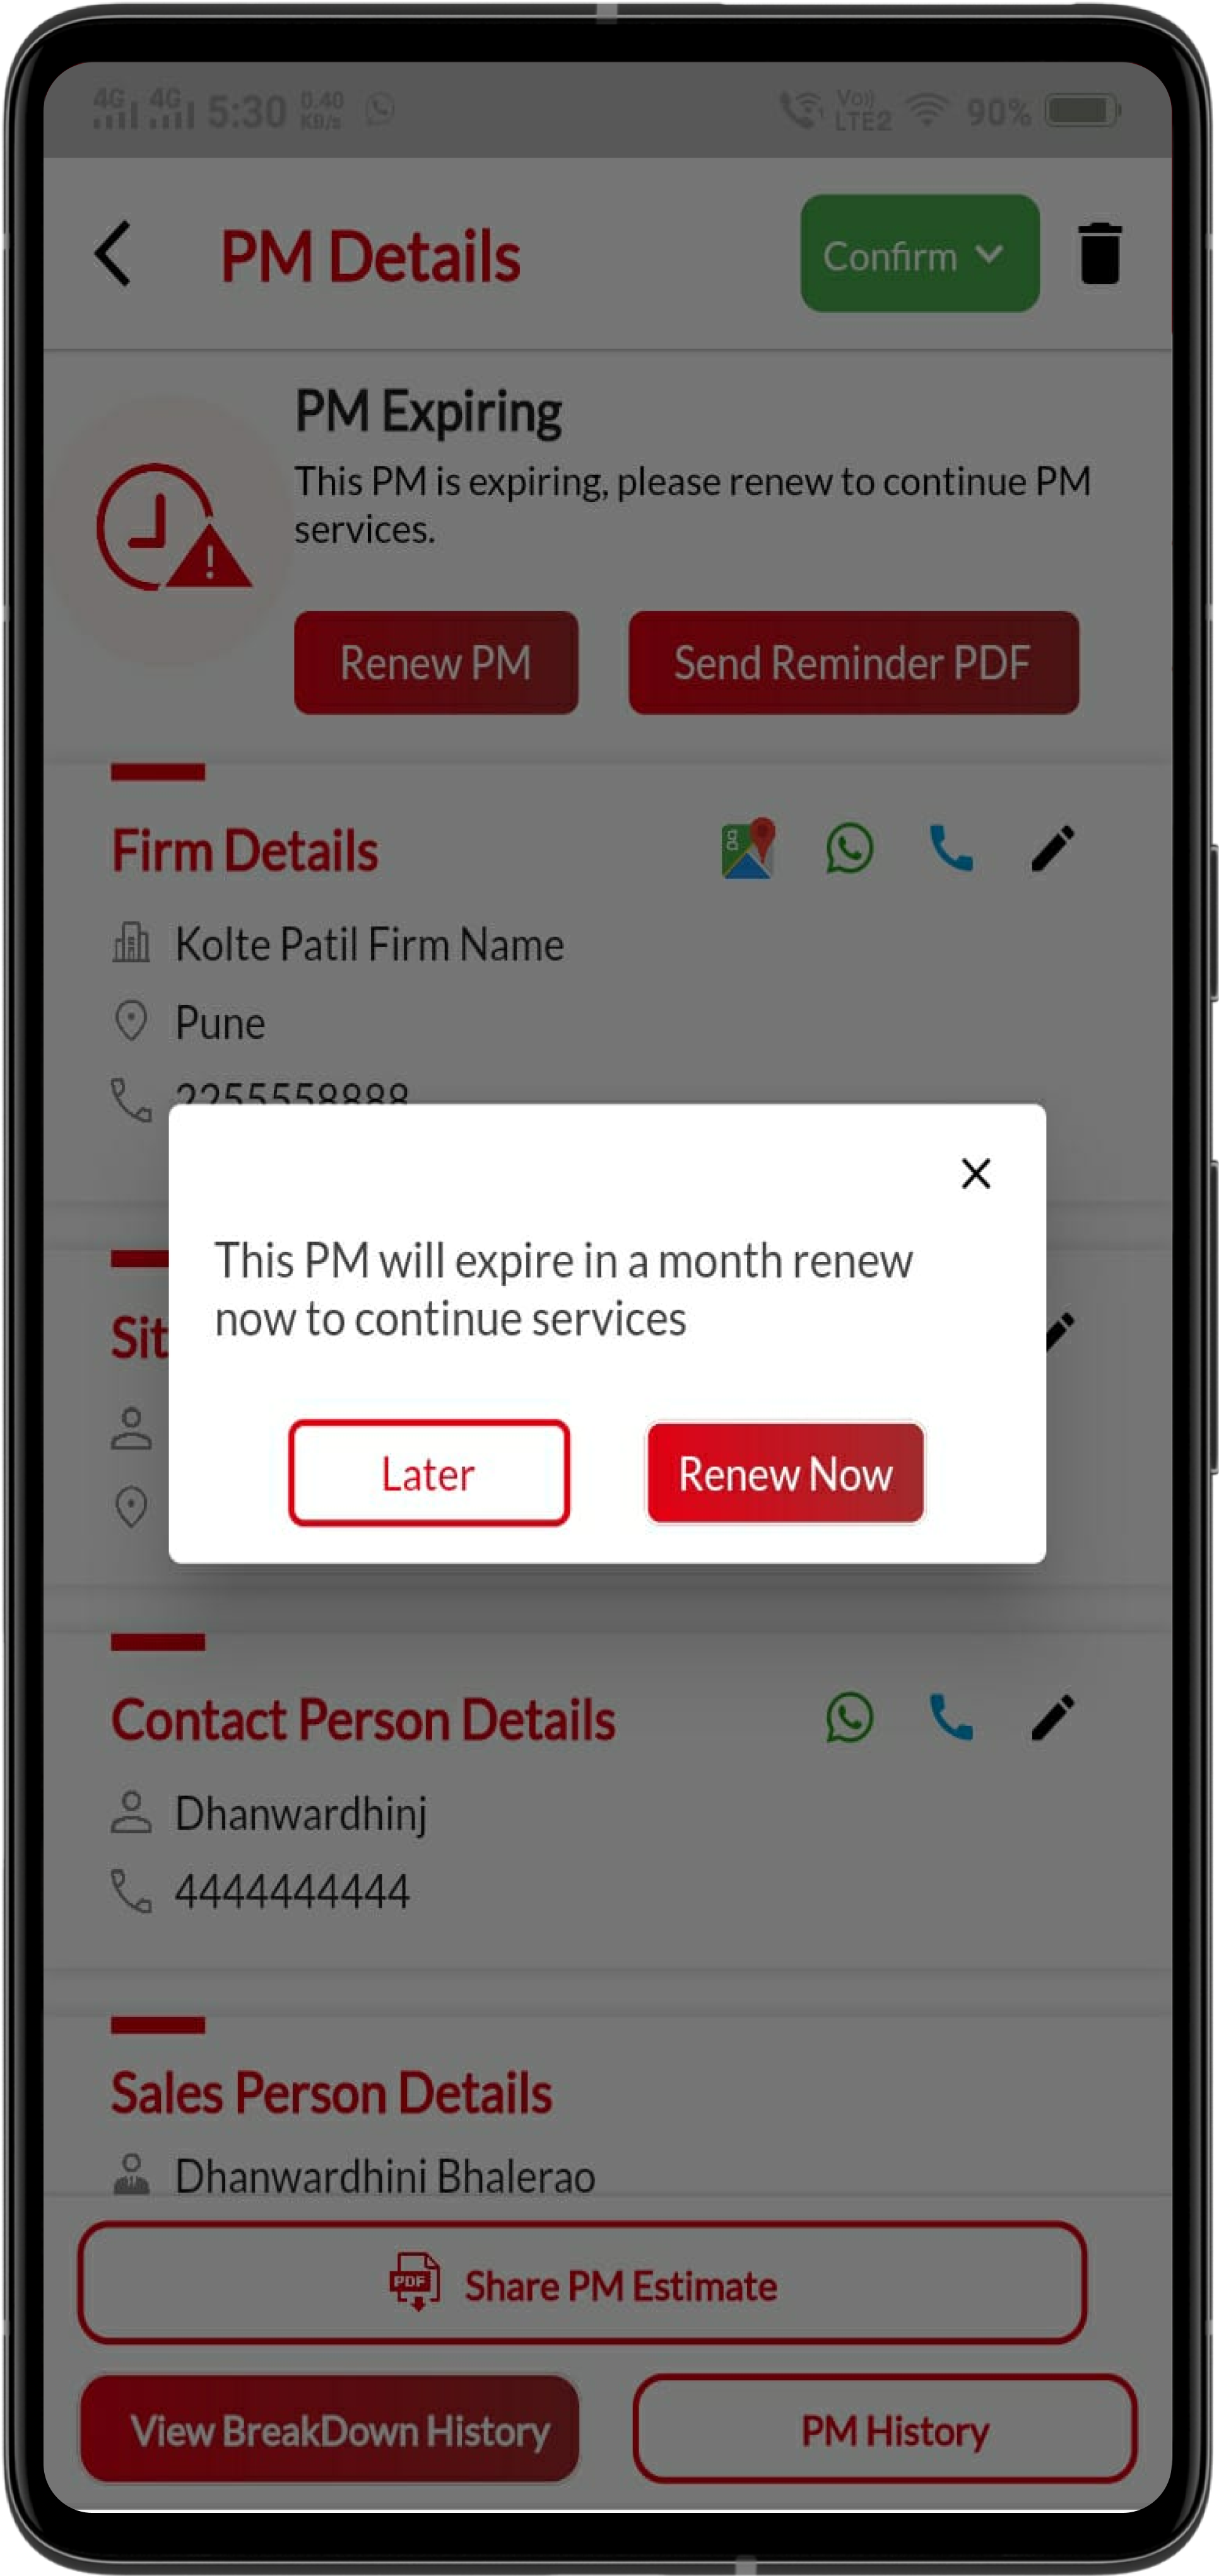 4G 4G 5:30 0.40 KB/s Vo)) LTE2 90%
PM Details
Confirm
PM Expiring
This PM is expiring, please renew to continue PM
services.
Renew PM
Send Reminder PDF
Firm Details
Kolte Patil Firm Name
Pune
2255558888
This PM will expire in a month renew
now to continue services
Later
Renew Now
Sit
Contact Person Details
Dhanwardhinj
4444444444
Sales Person Details
Dhanwardhini Bhalerao
PDF
Share PM Estimate
View BreakDown History
PM History